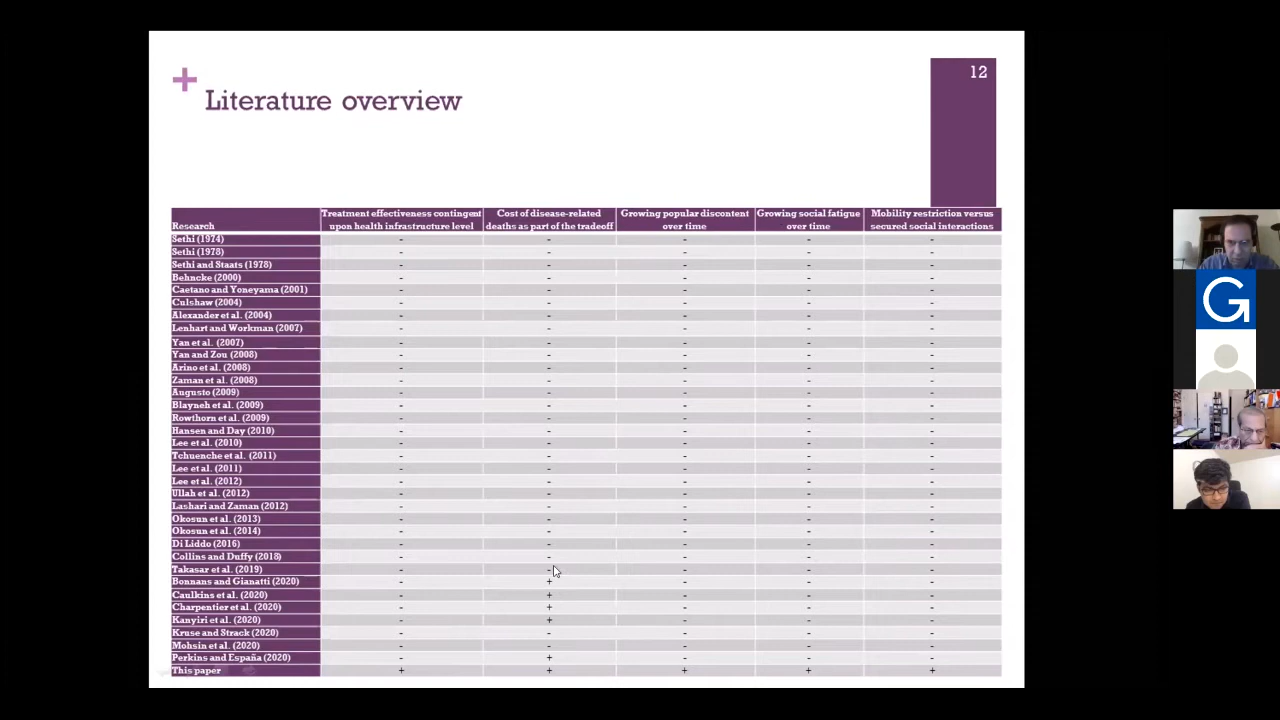 12
+
Literature overview
Research Treatment effectiveness contingent upon health infrastructure level Cost of disease-related deaths as part of the tradeoff Growing popular discontent over time Growing social fatigue over time Mobility restriction versus secured social interactions
Sethi (1974) - - - - -
Sethi (1978) - - - - -
Sethi and Staats (1978) - - - - -
Behncke (2000) - - - - -
Caetano and Yoneyama (2001) - - - - -
Culshaw (2004) - - - - -
Alexander et al. (2004) - - - - -
Lenhart and Workman (2007) - - - - -
Yan et al. (2007) - - - - -
Yan and Zou (2008) - - - - -
Arino et al. (2008) - - - - -
Zaman et al. (2008) - - - - -
Augusto (2009) - - - - -
Blayneh et al. (2009) - - - - -
Rowthorn et al. (2009) - - - - -
Hansen and Day (2010) - - - - -
Lee et al. (2010) - - - - -
Tchuenche et al. (2011) - - - - -
Lee et al. (2011) - - - - -
Lee et al. (2012) - - - - -
Ullah et al. (2012) - - - - -
Lashari and Zaman (2012) - - - - -
Okosun et al. (2013) - - - - -
Okosun et al. (2014) - - - - -
Di Liddo (2016) - - - - -
Collins and Duffy (2018) - - - - -
Takasar et al. (2019) - - - - -
Bonnans and Gianatti (2020) - + - - -
Caulkins et al. (2020) - + - - -
Charpentier et al. (2020) - + - - -
Kanyiri et al. (2020) - + - - -
Kruse and Strack (2020) - - - - -
Mohsin et al. (2020) - - - - -
Perkins and España (2020) - + - - -
This paper + + + + +
G